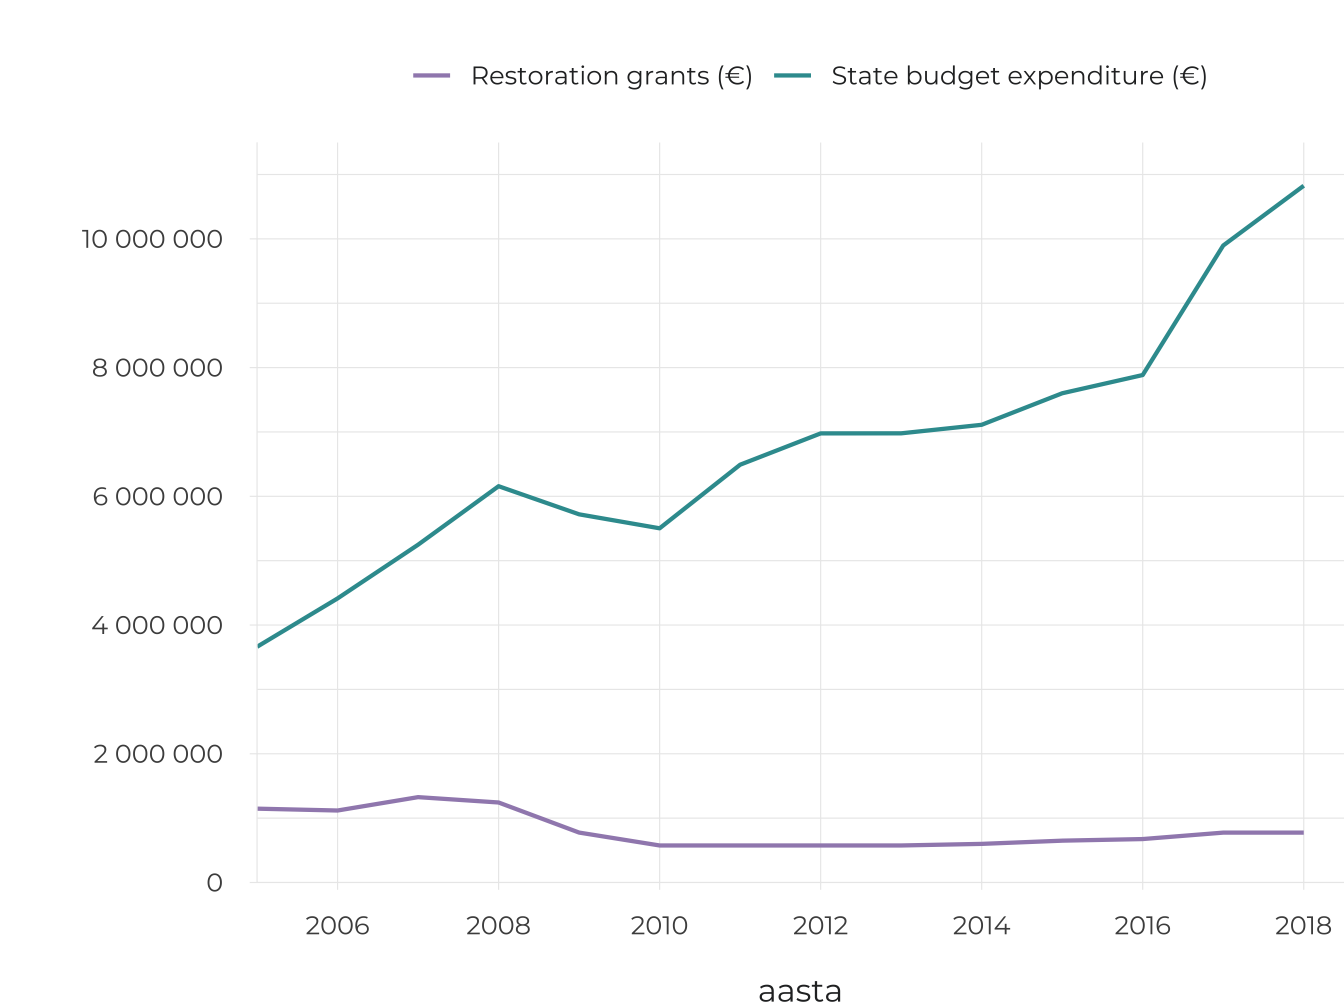 Restoration grants (€) State budget expenditure (€)
10 000 000
8 000 000
6 000 000
4 000 000
2 000 000
0
2006 2008 2010 2012 2014 2016 2018
aasta